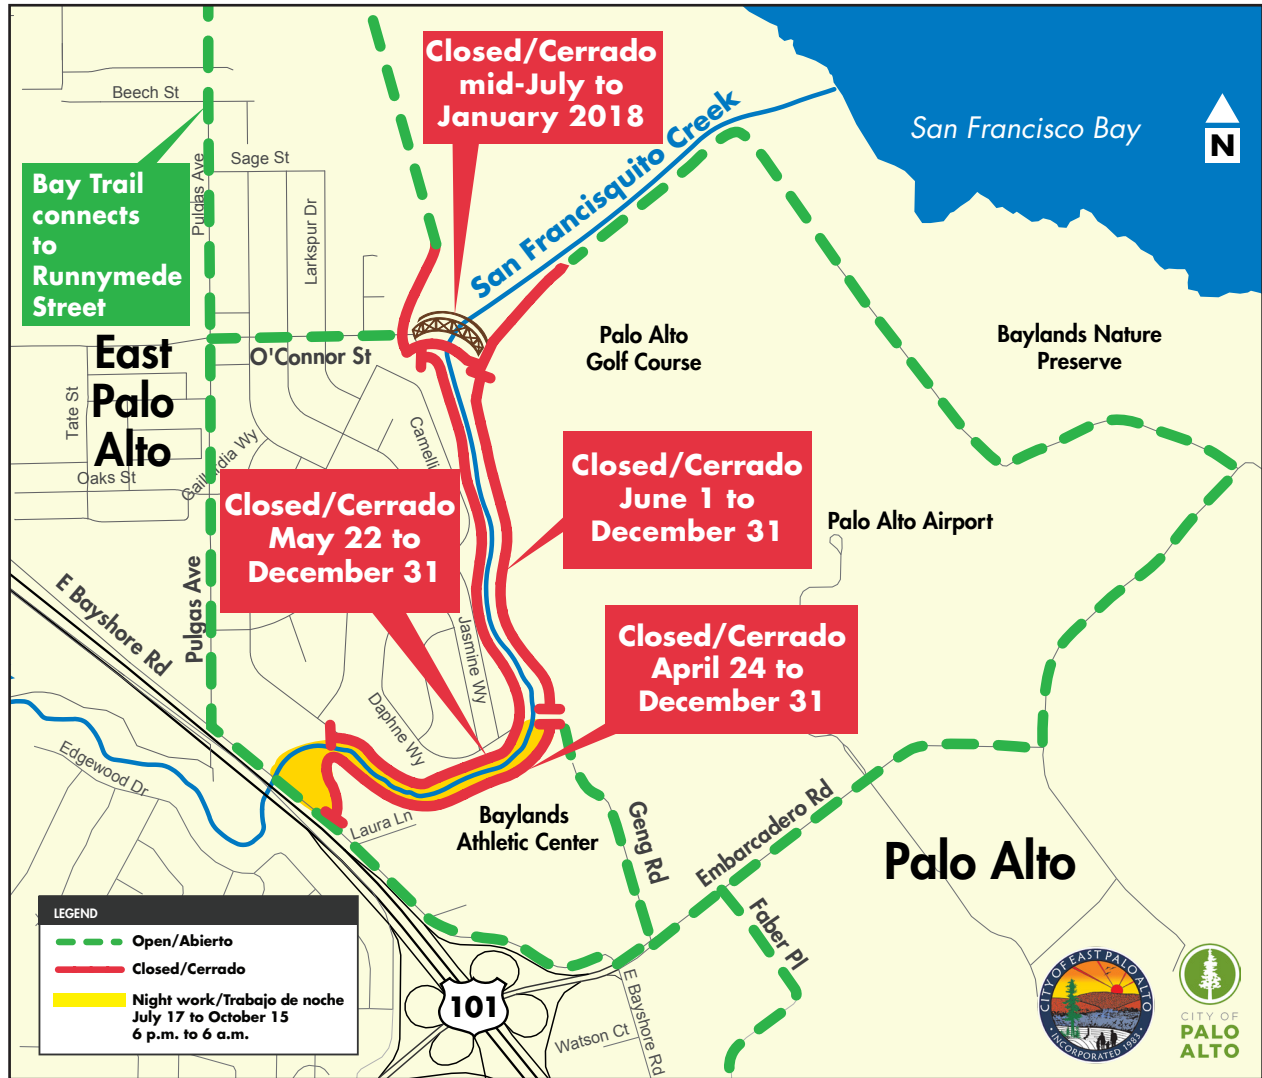 Closed/Cerrado
mid-July to
January 2018
San Francisco Bay
N
Beech St
Sage St
Pulgas Ave
Larkspur Dr
San Francisquito Creek
Bay Trail
connects
to
Runnymede
Street
East
Palo
Alto
O'Connor St
Palo Alto
Golf Course
Baylands Nature
Preserve
Tate St
Oaks St
Camelli
Closed/Cerrado
May 22 to
December 31
Closed/Cerrado
June 1 to
December 31
Palo Alto Airport
Pulgas Ave
E Bayshore Rd
Jasmine Wy
Daphne Wy
Closed/Cerrado
April 24 to
December 31
Edgewood Dr
Laura Ln
Baylands
Athletic Center
Geng Rd
Embarcadero Rd
Faber Pl
Palo Alto
LEGEND
Open/Abierto
Closed/Cerrado
Night work/Trabajo de noche
July 17 to October 15
6 p.m. to 6 a.m.
101
E Bayshore Rd
Watson Ct
CITY OF EAST PALO ALTO
INCORPORATED 1983
CITY OF
PALO
ALTO